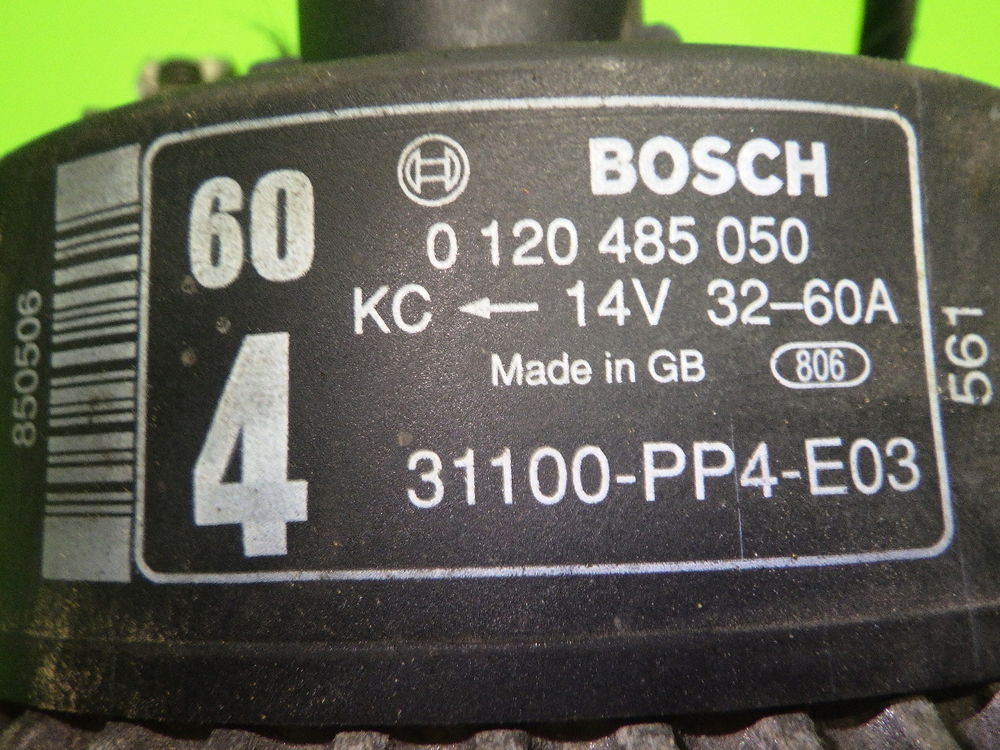 60
BOSCH
0 120 485 050
KC ← 14V 32–60A
Made in GB 806
4
31100-PP4-E03
850506
561